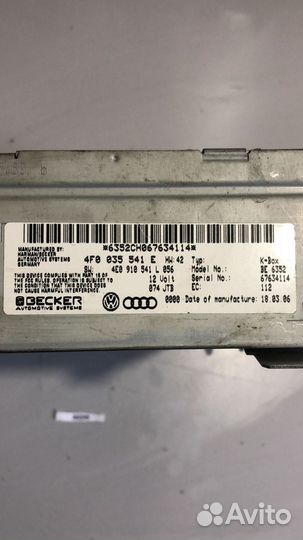 *6352CH067634114*
MANUFACTURED BY:
HARMAN/BECKER
AUTOMOTIVE SYSTEMS
GERMANY
4F0 035 541 E HW: 42 Typ: K-Box
SW: 4E0 910 541 L 056 Model No.: BE 6352
12 Volt Serial No.: 67634114
074 JTB EC: 112
THIS DEVICE COMPLIES WITH PART 15 OF
THE FCC RULES. OPERATION IS SUBJECT TO
THE CONDITION THAT THIS DEVICE DOES NOT
CAUSE HARMFUL INTERFERENCE.
BECKER
AUTOMOTIVE SYSTEMS
0000 Date of manufacture: 18.03.06
Avito